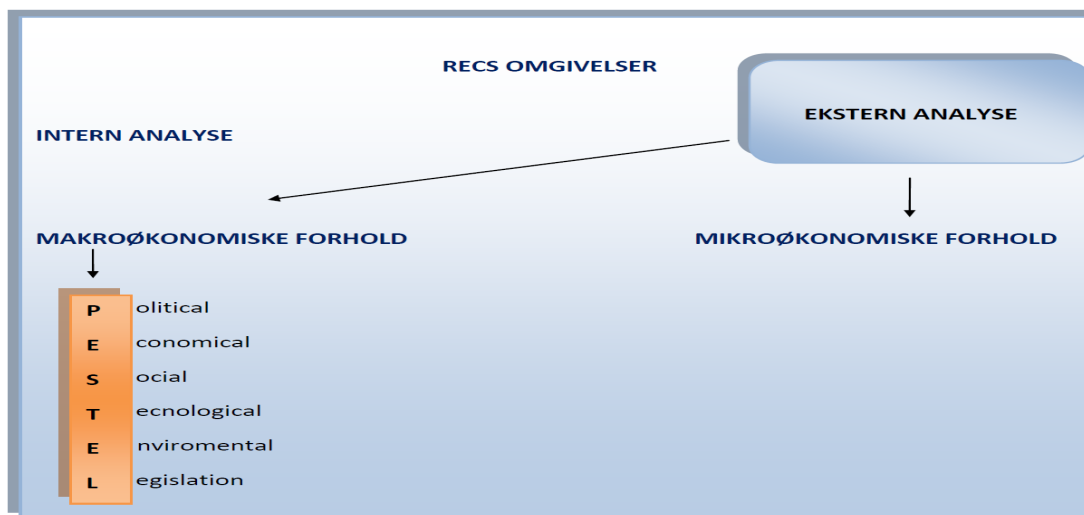 RECS OMGIVELSER
EKSTERN ANALYSE
INTERN ANALYSE
MAKROØKONOMISKE FORHOLD
MIKROØKONOMISKE FORHOLD
P olitical
E conomical
S ocial
T ecnological
E nviromental
L egislation